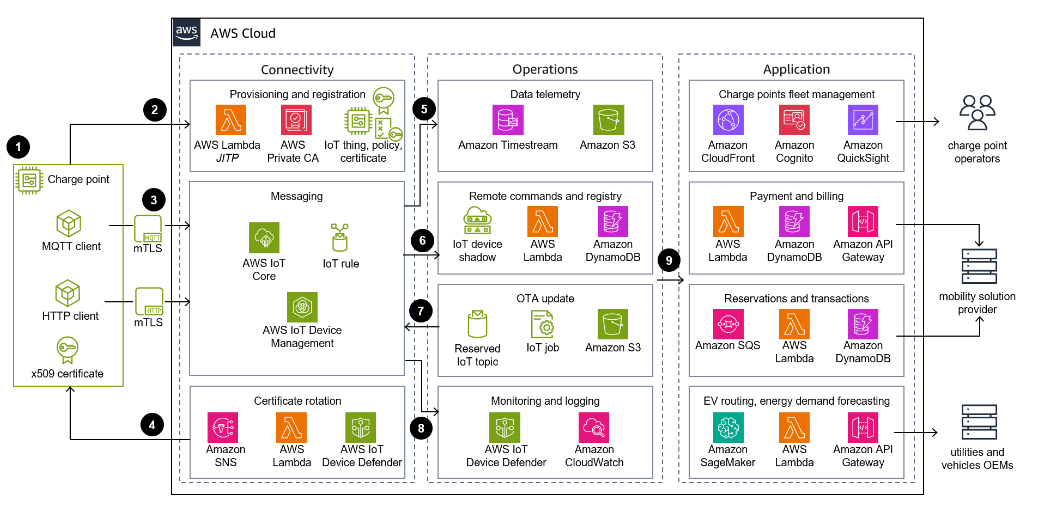 aws
AWS Cloud
Connectivity
Operations
Application
Provisioning and registration
AWS Lambda
JITP
AWS
Private CA
IoT thing, policy,
certificate
Data telemetry
Amazon Timestream
Amazon S3
Charge points fleet management
Amazon
CloudFront
Amazon
Cognito
Amazon
QuickSight
charge point
operators
1
2
3
4
5
6
7
8
9
Charge point
MQTT client
HTTP client
x509 certificate
MQTT
mTLS
HTTP
mTLS
Messaging
AWS IoT
Core
IoT rule
AWS IoT Device
Management
Remote commands and registry
IoT device
shadow
AWS
Lambda
Amazon
DynamoDB
Payment and billing
AWS
Lambda
Amazon
DynamoDB
Amazon API
Gateway
mobility solution
provider
OTA update
Reserved
IoT topic
IoT job
Amazon S3
Reservations and transactions
Amazon SQS
AWS
Lambda
Amazon
DynamoDB
Certificate rotation
Amazon
SNS
AWS
Lambda
AWS IoT
Device Defender
Monitoring and logging
AWS IoT
Device Defender
Amazon
CloudWatch
EV routing, energy demand forecasting
Amazon
SageMaker
AWS
Lambda
Amazon API
Gateway
utilities and
vehicles OEMs